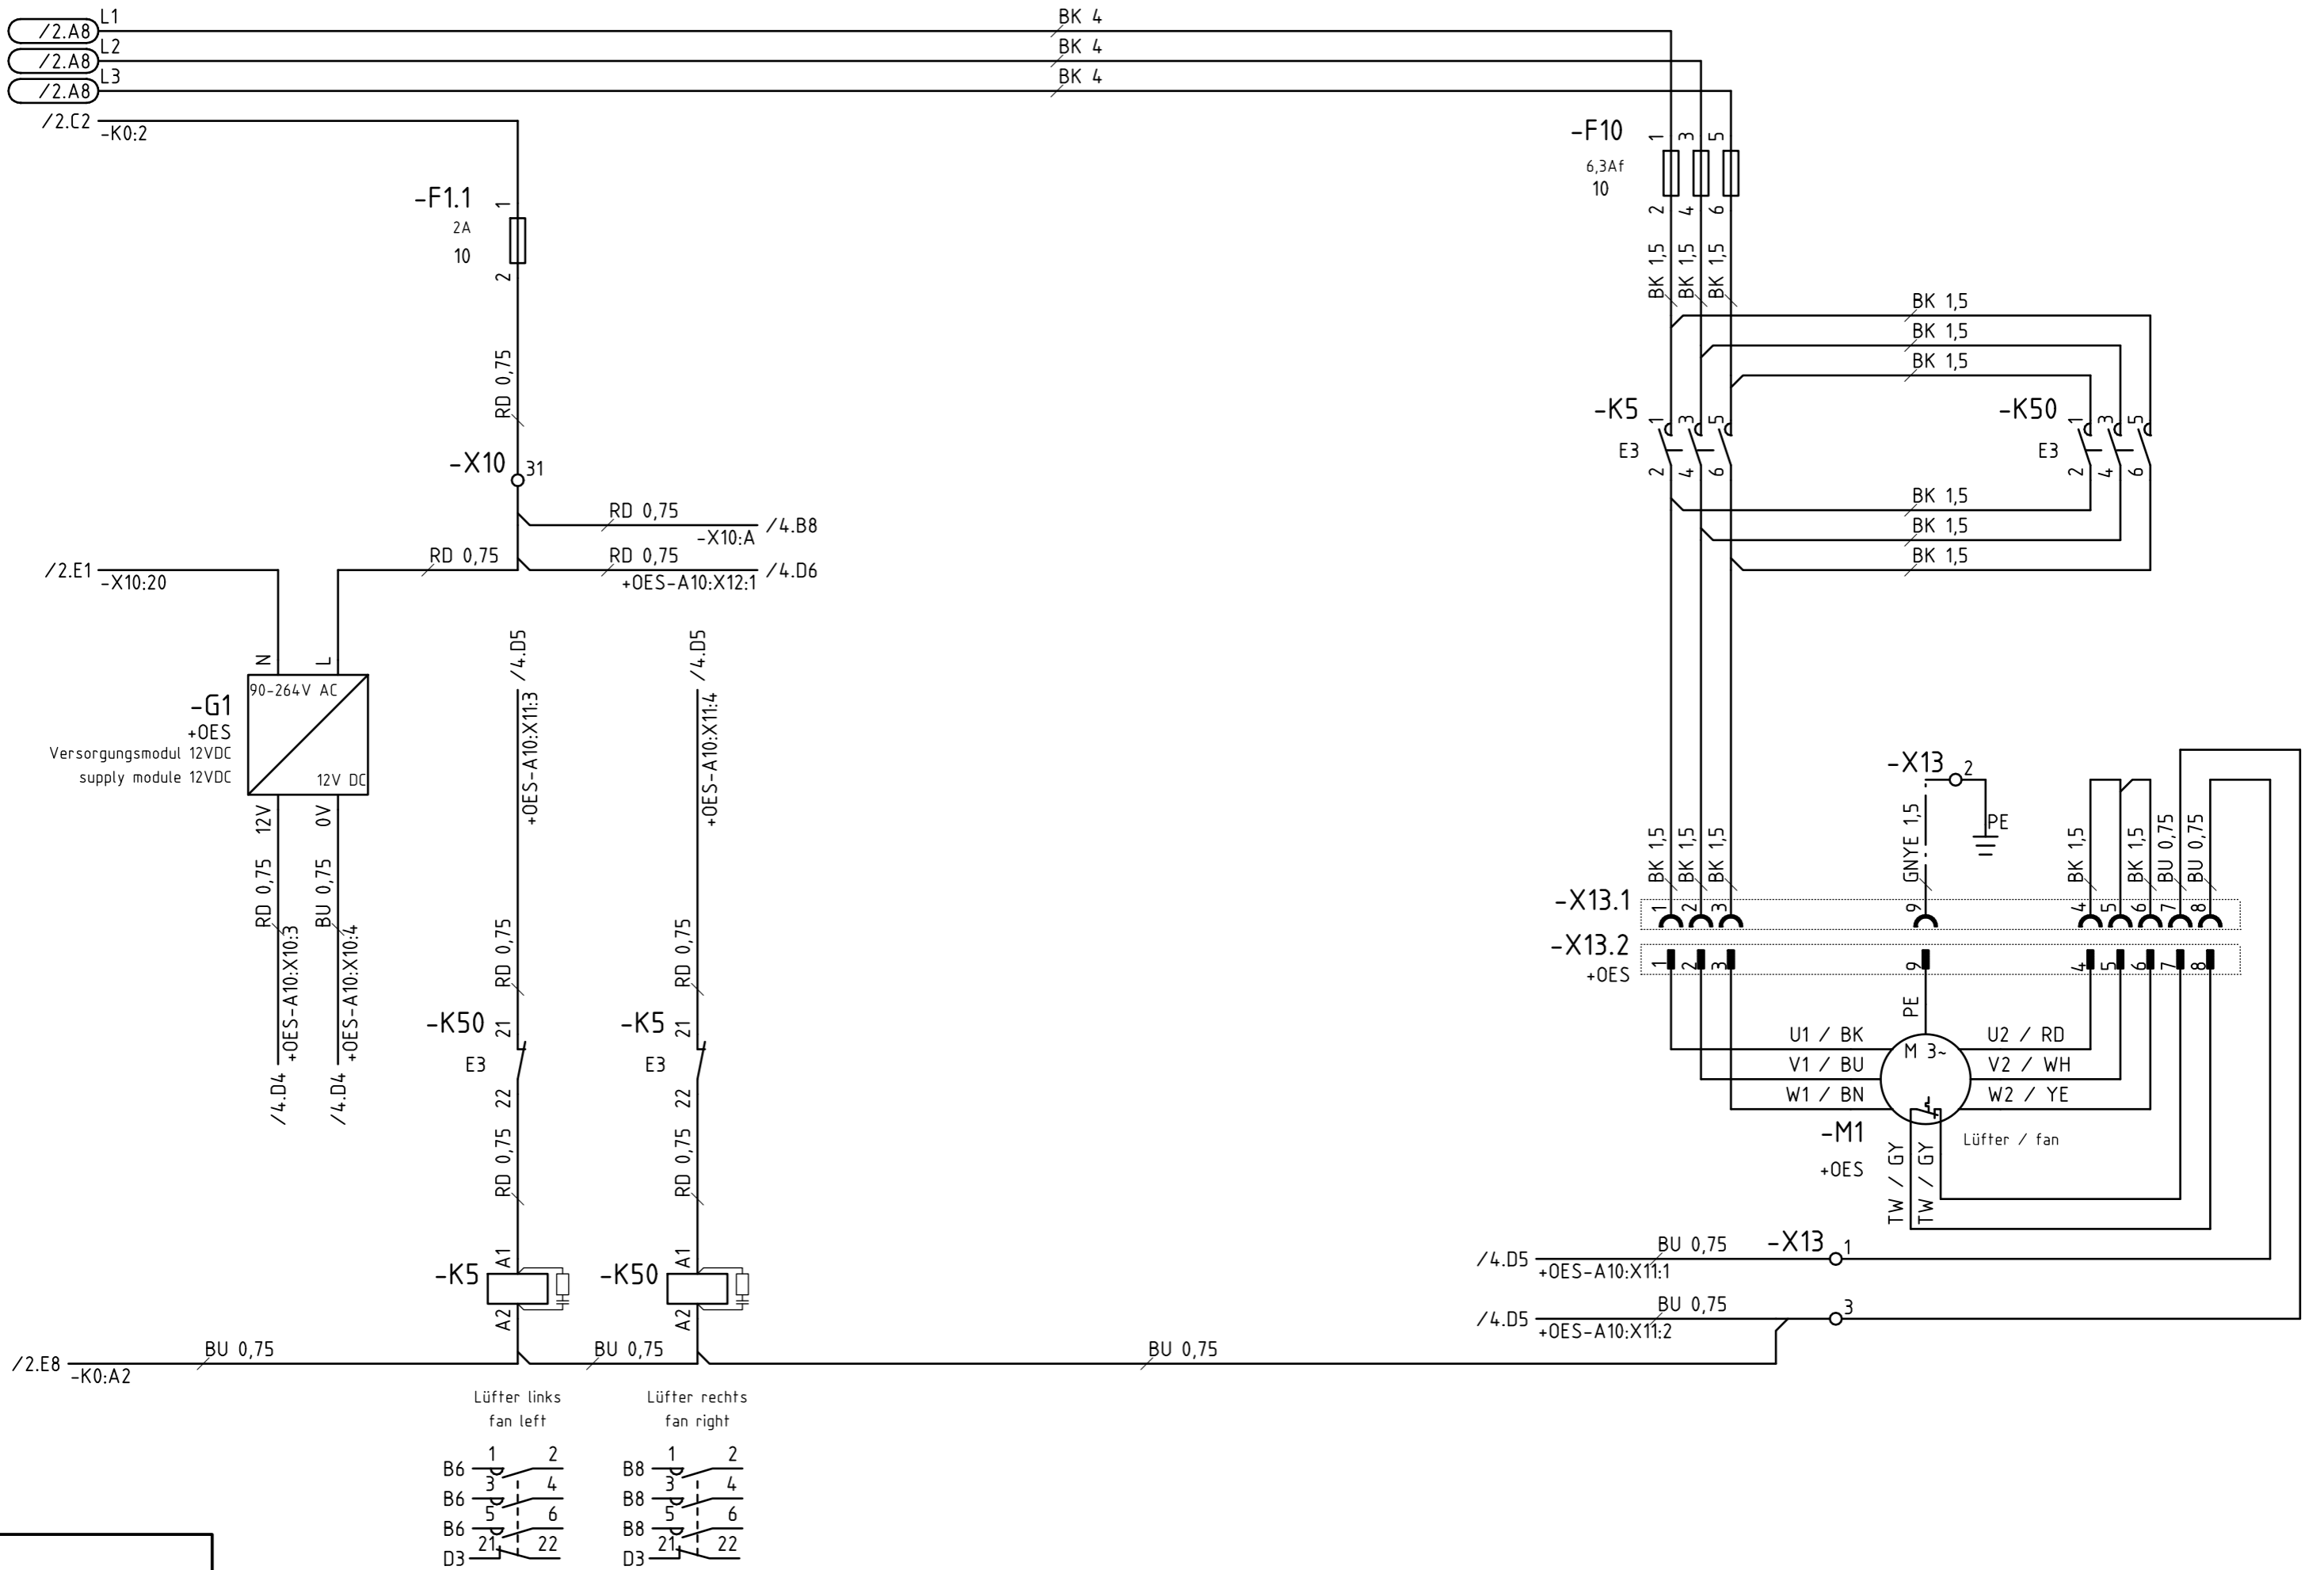 L1
/2.A8
BK 4
L2
/2.A8
BK 4
L3
/2.A8
BK 4
/2.C2
-K0:2
-F10
6,3Af
10
1
3
5
2
4
6
-F1.1
2A
10
1
2
BK 1,5
BK 1,5
BK 1,5
BK 1,5
BK 1,5
BK 1,5
RD 0,75
-K5
E3
1
3
5
2
4
6
-K50
E3
1
3
5
2
4
6
-X10
31
RD 0,75
-X10:A
/4.B8
BK 1,5
BK 1,5
BK 1,5
/2.E1
-X10:20
RD 0,75
RD 0,75
+OES-A10:X12:1
/4.D6
N
L
90-264V AC
-G1
+OES
Versorgungsmodul 12VDC
supply module 12VDC
12V DC
12V
0V
RD 0,75
BU 0,75
+OES-A10:X10:3
+OES-A10:X10:4
/4.D4
/4.D4
/4.D5
+OES-A10:X11:3
/4.D5
+OES-A10:X11:4
RD 0,75
RD 0,75
-K50
E3
21
22
-K5
E3
21
22
RD 0,75
RD 0,75
-K5
A1
A2
-K50
A1
A2
-X13
2
PE
BK 1,5
BK 1,5
BK 1,5
GNYE 1,5
BK 1,5
BK 1,5
BU 0,75
BU 0,75
-X13.1
1
2
3
9
4
5
6
7
8
-X13.2
+OES
1
2
3
9
4
5
6
7
8
PE
U1 / BK
V1 / BU
W1 / BN
M 3~
U2 / RD
V2 / WH
W2 / YE
-M1
+OES
Lüfter / fan
TW / GY
TW / GY
/4.D5
+OES-A10:X11:1
BU 0,75
-X13
1
/4.D5
+OES-A10:X11:2
BU 0,75
3
/2.E8
-K0:A2
BU 0,75
BU 0,75
BU 0,75
Lüfter links
fan left
Lüfter rechts
fan right
B6
1
2
B6
3
4
B6
5
6
D3
21
22
B8
1
2
B8
3
4
B8
5
6
D3
21
22